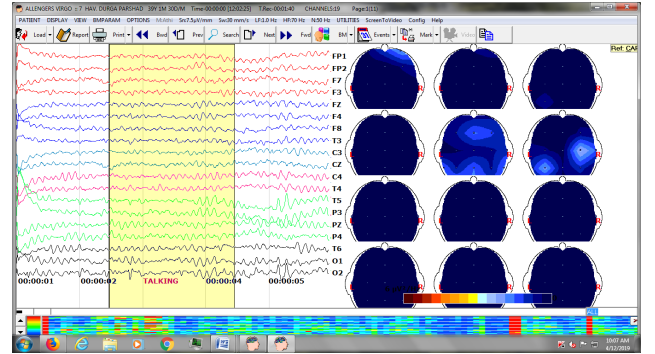 ALLENGERS VIRGO :: 7 HAV. DURGA PARSHAD 39Y 1M 300/M Time-00:00:00 [12:02:25] T.Rec-00:01:40 CHANNELS:19 Page:1(11) Help
PATIENT DISPLAY VIEW BMPARAM OPTIONS Sn:7.5µV/mm Sw:30 mm/s LF:1.0 Hz HF:70 Hz N:50 Hz UTILITIES ScreenToVideo Config Help
Load Report Print Bwd Prev Search Next Fwd BM Events Mark Video
Ref: CAR
FP1
FP2
F7
F3
FZ
F4
F8
T3
C3
CZ
C4
T4
T5
P3
PZ
P4
T6
O1
O2
R R R
R R R
R R R
R R R
00:00:01 00:00:02 TALKING 00:00:04 00:00:05
ALL
10:07 AM
4/12/2019